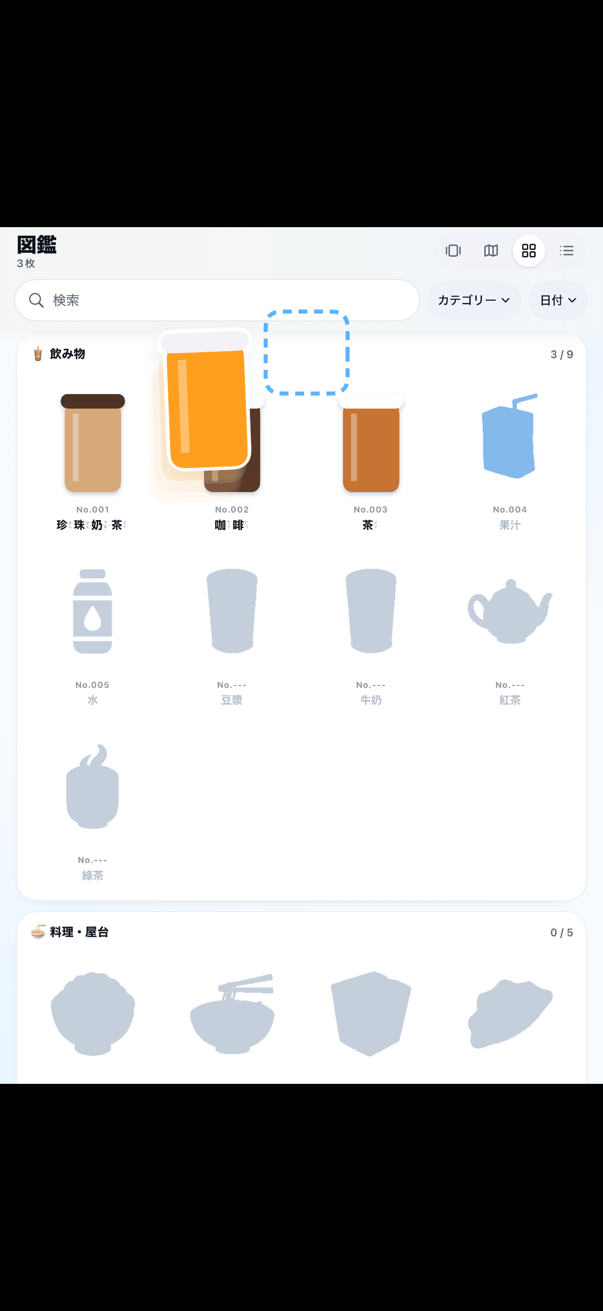 図鑑
3枚
検索
カテゴリー
日付
飲み物
3 / 9
No.001
珍珠奶茶
No.002
咖啡
No.003
茶
No.004
果汁
No.005
水
No.---
豆漿
No.---
牛奶
No.---
紅茶
No.---
綠茶
料理・屋台
0 / 5